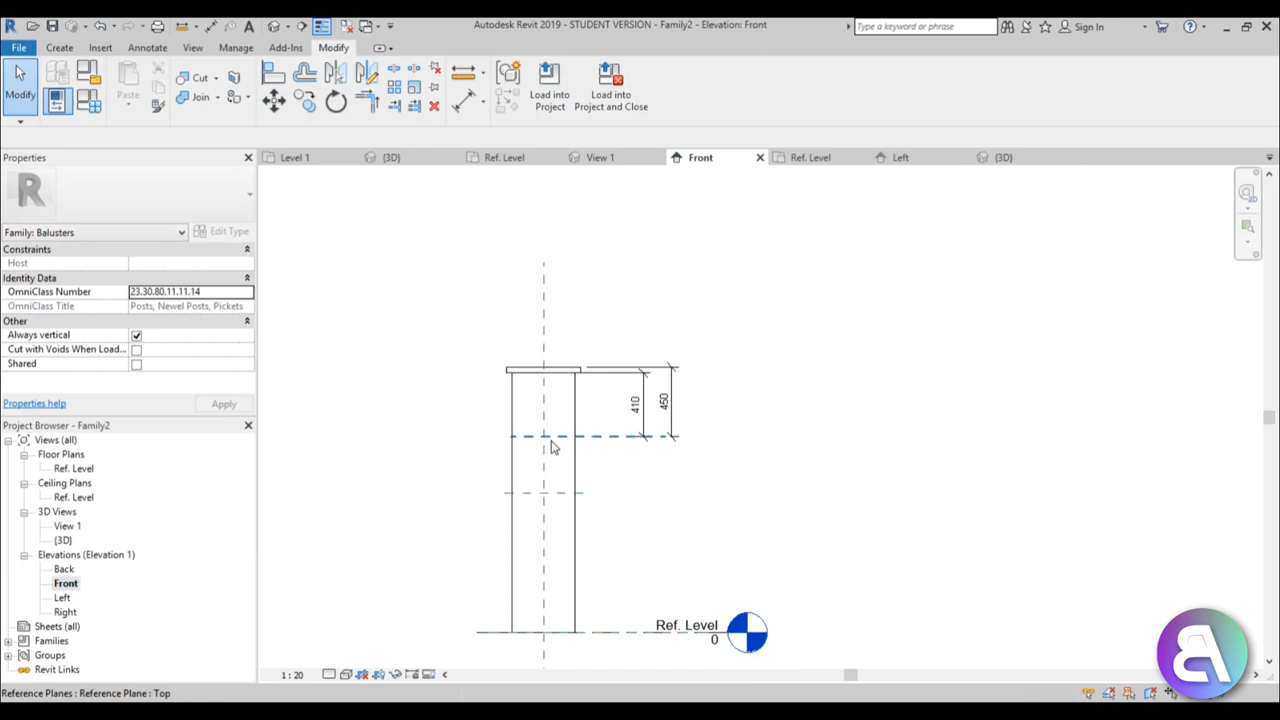 Autodesk Revit 2019 - STUDENT VERSION - Family2 - Elevation: Front
Type a keyword or phrase
Sign In
File
Create
Insert
Annotate
View
Manage
Add-Ins
Modify
Modify
Paste
Cut
Join
Load into
Project
Load into
Project and Close
Properties
Level 1
{3D}
Ref. Level
View 1
Front
Ref. Level
Left
{3D}
Family: Balusters
Edit Type
Constraints
Host
Identity Data
OmniClass Number
23.30.80.11.11.14
OmniClass Title
Posts, Newel Posts, Pickets
Other
Always vertical
Cut with Voids When Load...
Shared
Properties help
Apply
Project Browser - Family2
Views (all)
Floor Plans
Ref. Level
Ceiling Plans
Ref. Level
3D Views
View 1
{3D}
Elevations (Elevation 1)
Back
Front
Left
Right
Sheets (all)
Families
Groups
Revit Links
410
450
Ref. Level
0
1 : 20
Reference Planes : Reference Plane : Top